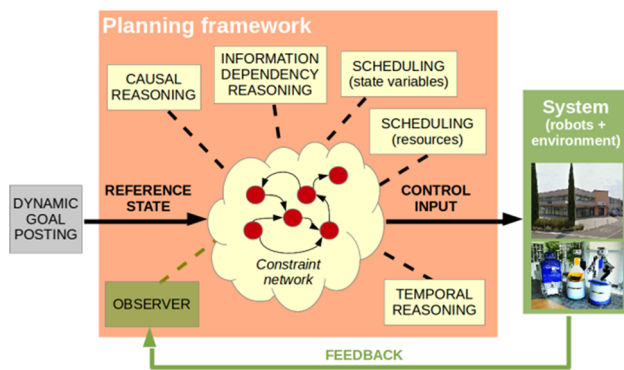 Planning framework
CAUSAL
REASONING
INFORMATION
DEPENDENCY
REASONING
SCHEDULING
(state variables)
SCHEDULING
(resources)
System
(robots +
environment)
DYNAMIC
GOAL
POSTING
REFERENCE
STATE
CONTROL
INPUT
Constraint
network
OBSERVER
TEMPORAL
REASONING
FEEDBACK